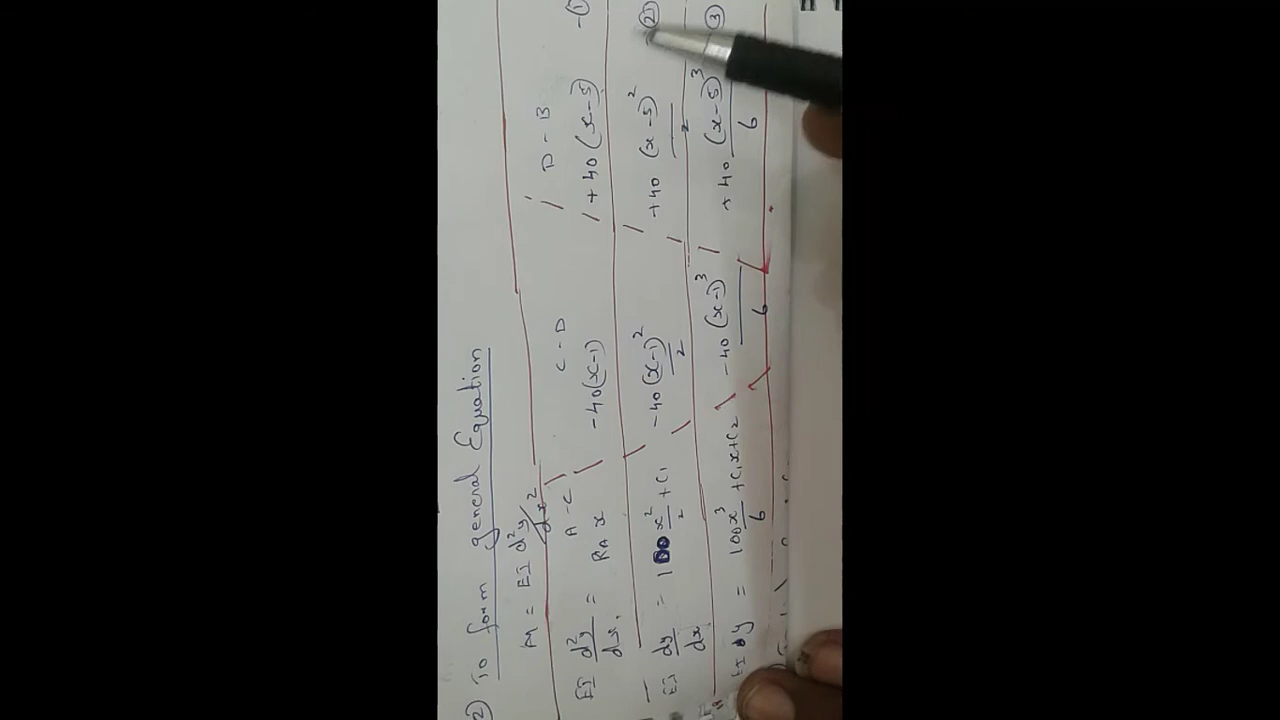 2) To form general Equation
M = EI d²y/dx²
A - C / C - D / D - B
EI d²y/dx. = RA x / - 40(x-1) / + 40(x-5) - ①
EI dy/dx = 100 x²/2 + C₁ / - 40 (x-1)²/2 / + 40 (x-5)²/2 - ②
EI y = 100x³/6 + C₁x + C₂ / - 40 (x-1)³/6 / + 40 (x-5)³/6 ③